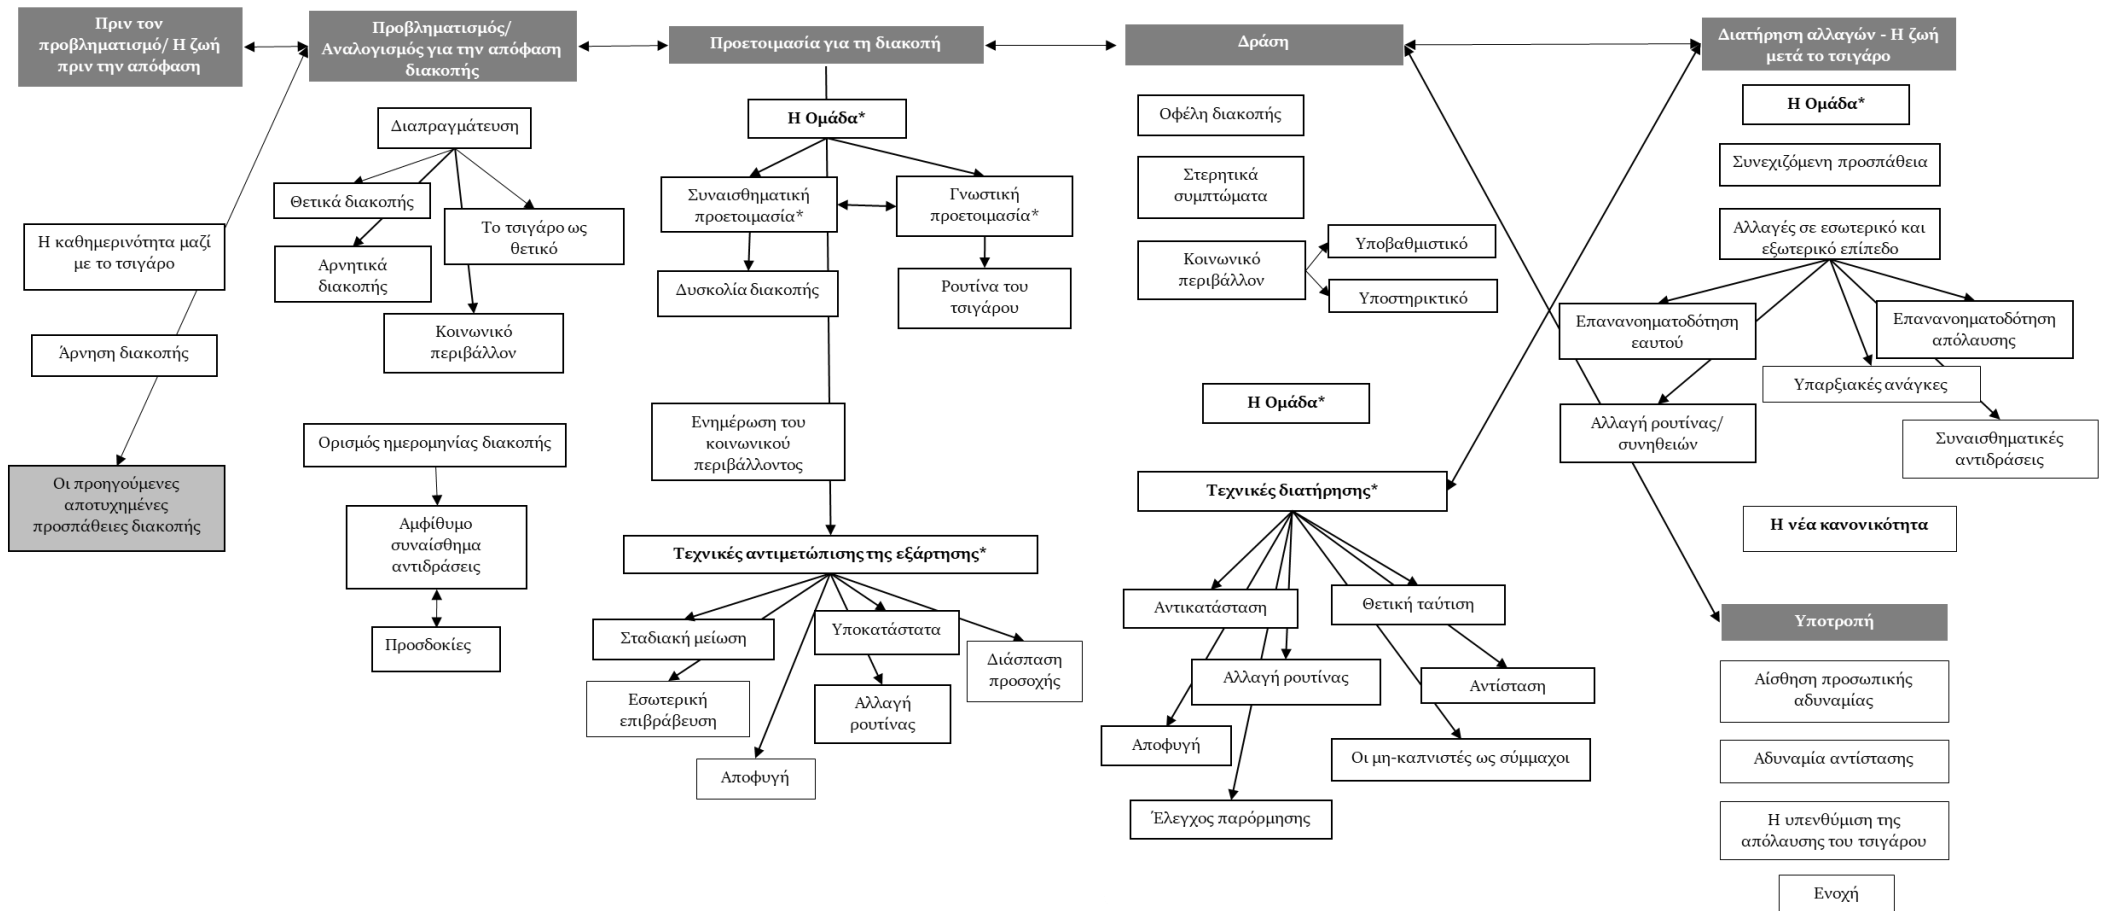 Πριν τον
προβληματισμό/ Η ζωή
πριν την απόφαση
Η καθημερινότητα μαζί
με το τσιγάρο
Άρνηση διακοπής
Οι προηγούμενες
αποτυχημένες
προσπάθειες διακοπής
Προβληματισμός/
Αναλογισμός για την απόφαση
διακοπής
Διαπραγμάτευση
Θετικά διακοπής
Το τσιγάρο ως
θετικό
Αρνητικά
διακοπής
Κοινωνικό
περιβάλλον
Ορισμός ημερομηνίας διακοπής
Αμφίθυμο
συναίσθημα
αντιδράσεις
Προσδοκίες
Προετοιμασία για τη διακοπή
Η Ομάδα*
Συναισθηματική
προετοιμασία*
Γνωστική
προετοιμασία*
Δυσκολία διακοπής
Ρουτίνα του
τσιγάρου
Ενημέρωση του
κοινωνικού
περιβάλλοντος
Τεχνικές αντιμετώπισης της εξάρτησης*
Σταδιακή μείωση
Υποκατάστατα
Διάσπαση
προσοχής
Εσωτερική
επιβράβευση
Αλλαγή
ρουτίνας
Αποφυγή
Δράση
Οφέλη διακοπής
Στερητικά
συμπτώματα
Κοινωνικό
περιβάλλον
Υποβαθμιστικό
Υποστηρικτικό
Η Ομάδα*
Τεχνικές διατήρησης*
Αντικατάσταση
Θετική ταύτιση
Αλλαγή ρουτίνας
Αντίσταση
Αποφυγή
Οι μη-καπνιστές ως σύμμαχοι
Έλεγχος παρόρμησης
Διατήρηση αλλαγών - Η ζωή
μετά το τσιγάρο
Η Ομάδα*
Συνεχιζόμενη προσπάθεια
Αλλαγές σε εσωτερικό και
εξωτερικό επίπεδο
Επανανοηματοδότηση
εαυτού
Επανανοηματοδότηση
απόλαυσης
Υπαρξιακές ανάγκες
Αλλαγή ρουτίνας/
συνηθειών
Συναισθηματικές
αντιδράσεις
Η νέα κανονικότητα
Υποτροπή
Αίσθηση προσωπικής
αδυναμίας
Αδυναμία αντίστασης
Η υπενθύμιση της
απόλαυσης του τσιγάρου
Ενοχή